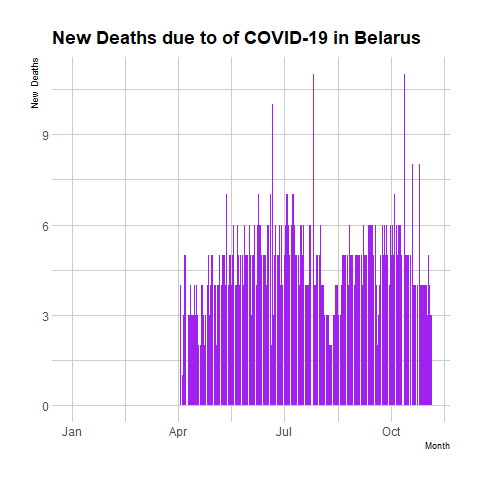 New Deaths due to of COVID-19 in Belarus
New Deaths
9
6
3
0
Jan Apr Jul Oct
Month